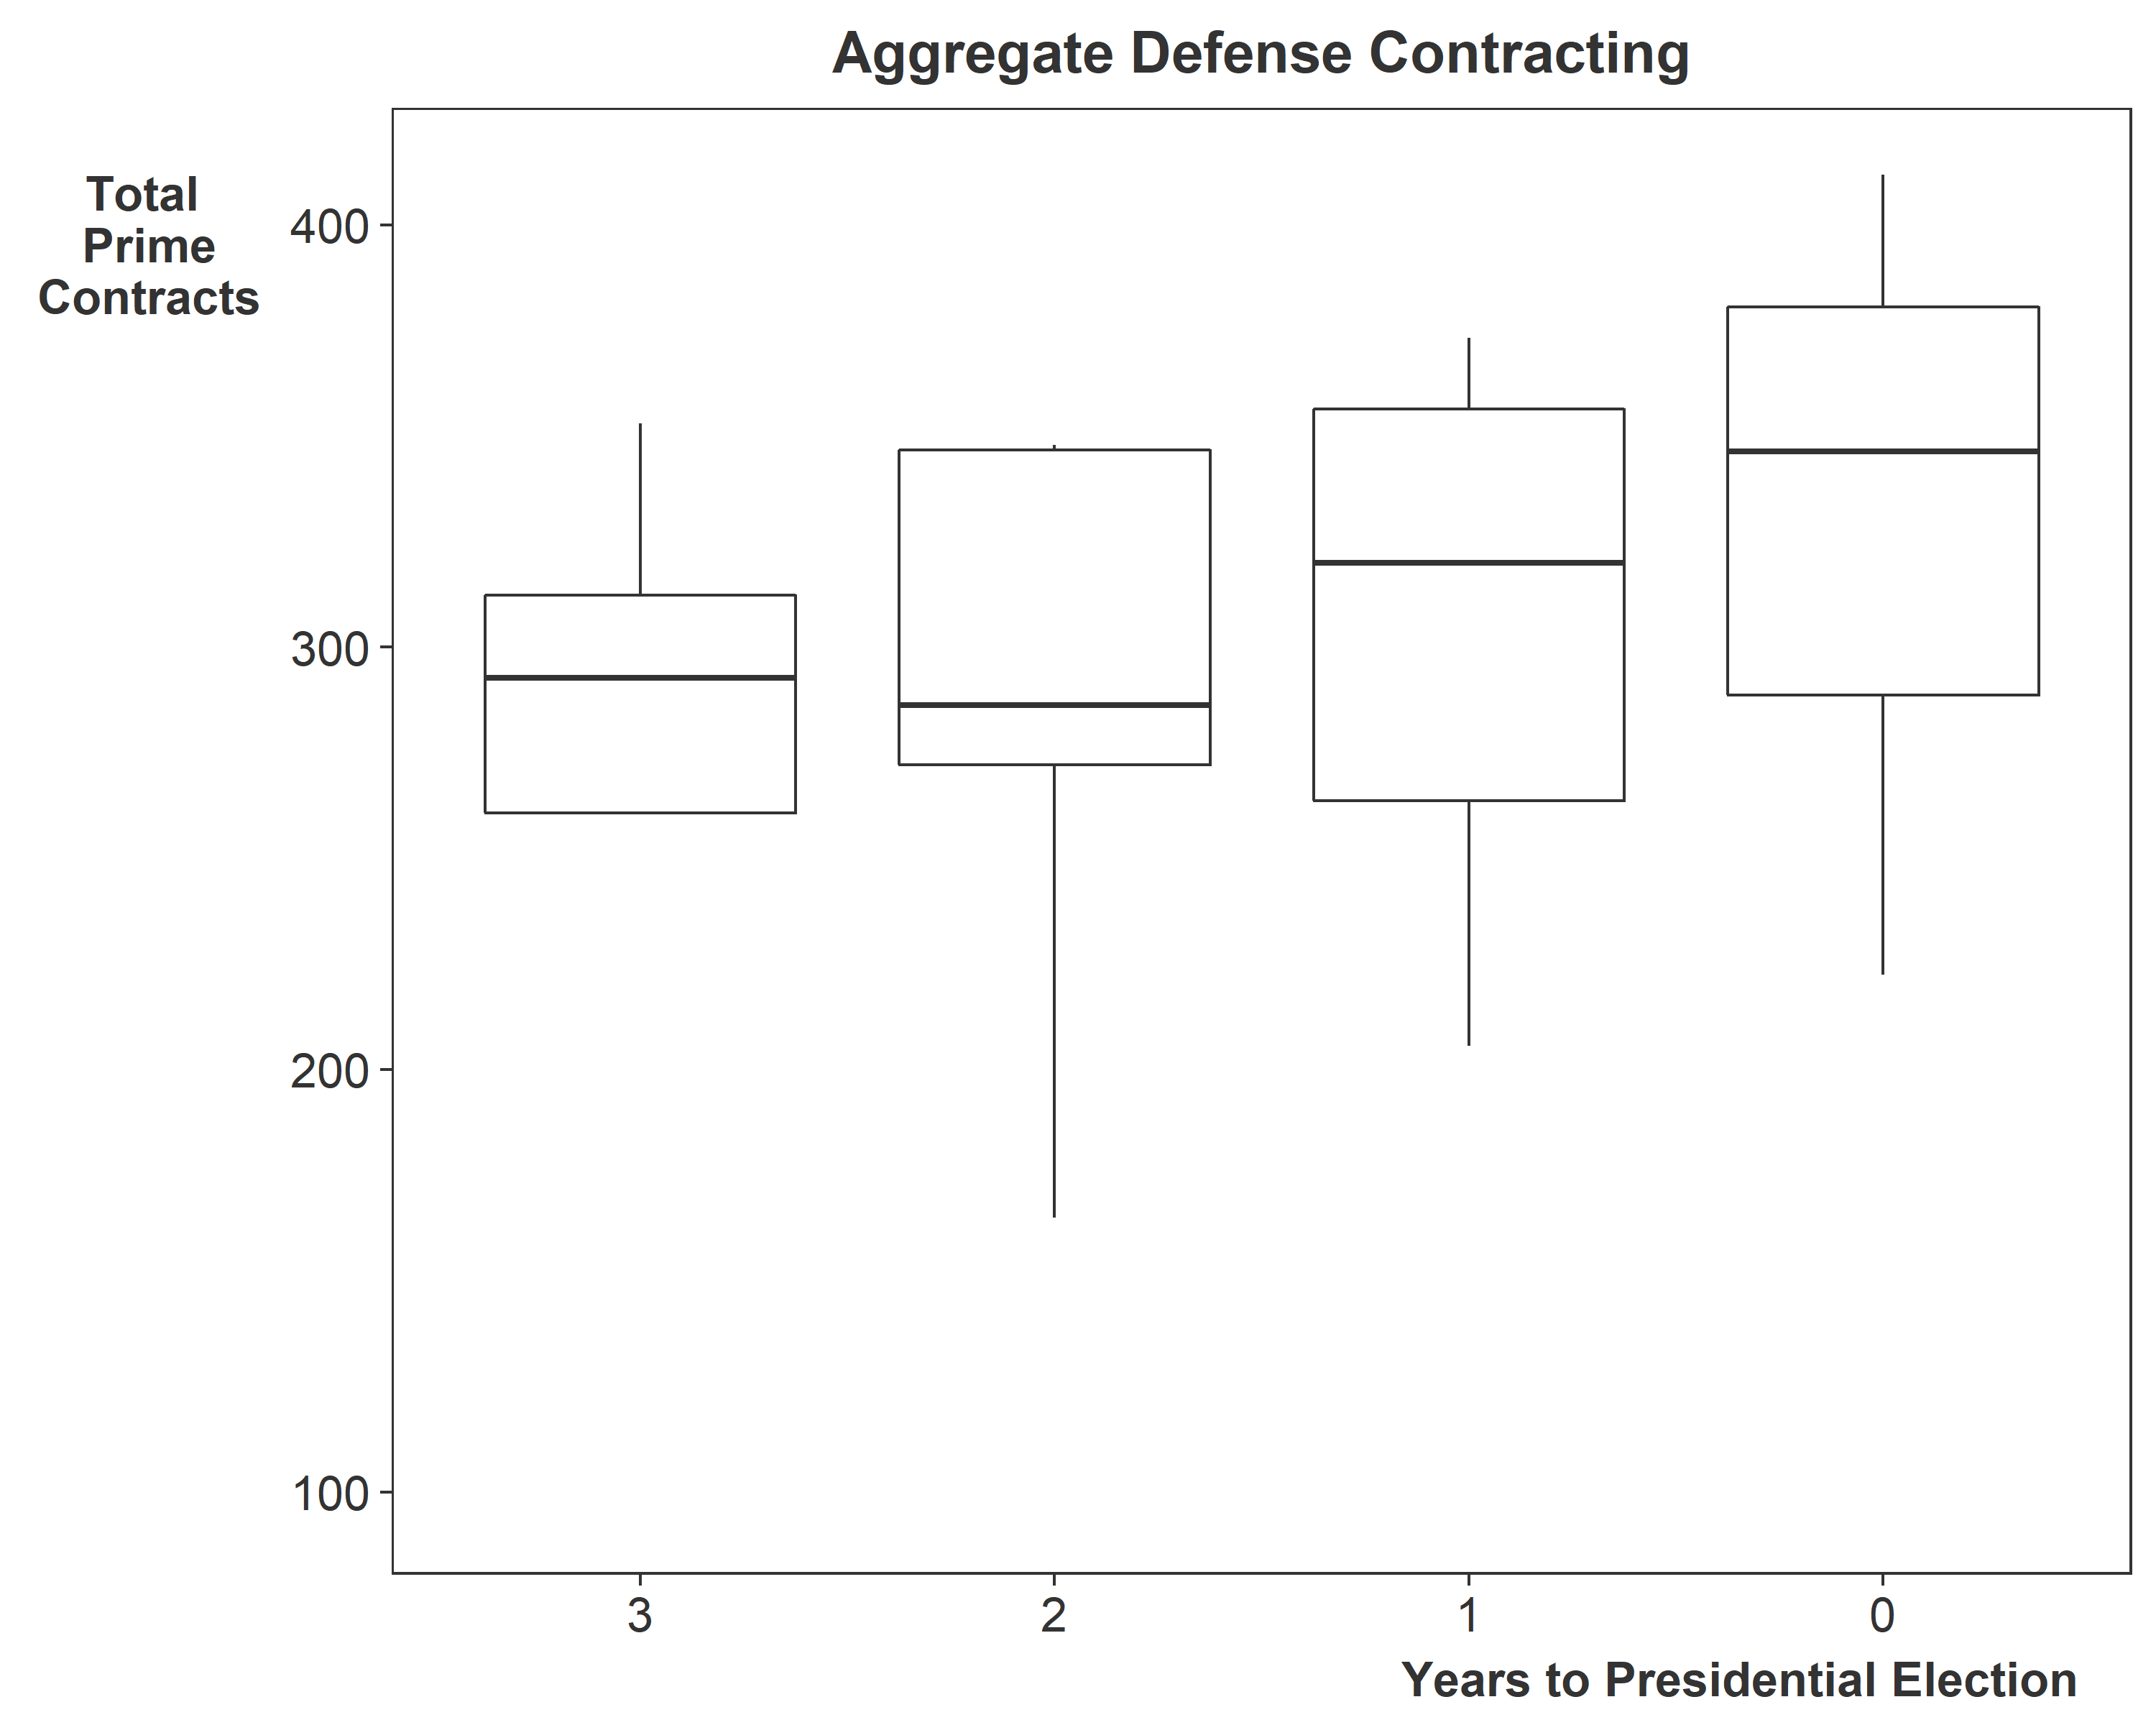 Aggregate Defense Contracting
Total
Prime
Contracts
400
300
200
100
3 2 1 0
Years to Presidential Election